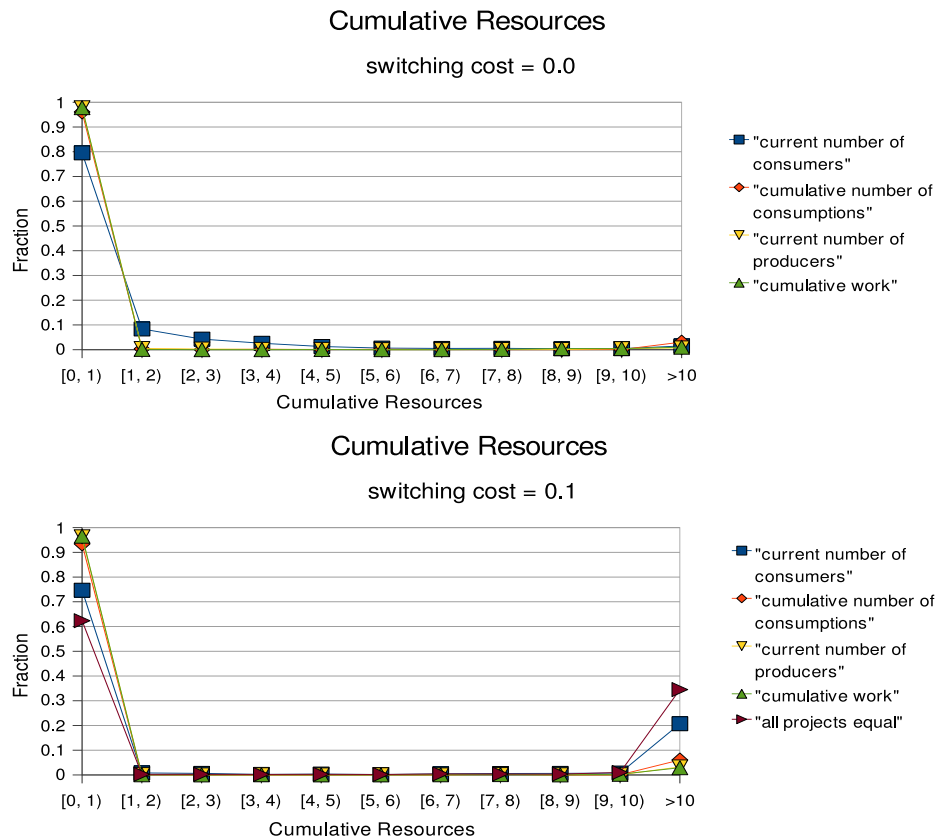 Cumulative Resources
switching cost = 0.0
1
0.9
0.8
0.7
0.6
0.5
0.4
0.3
0.2
0.1
0
Fraction
[0, 1) [1, 2) [2, 3) [3, 4) [4, 5) [5, 6) [6, 7) [7, 8) [8, 9) [9, 10) >10
Cumulative Resources
"current number of
consumers"
"cumulative number of
consumptions"
"current number of
producers"
"cumulative work"
Cumulative Resources
switching cost = 0.1
1
0.9
0.8
0.7
0.6
0.5
0.4
0.3
0.2
0.1
0
Fraction
[0, 1) [1, 2) [2, 3) [3, 4) [4, 5) [5, 6) [6, 7) [7, 8) [8, 9) [9, 10) >10
Cumulative Resources
"current number of
consumers"
"cumulative number of
consumptions"
"current number of
producers"
"cumulative work"
"all projects equal"